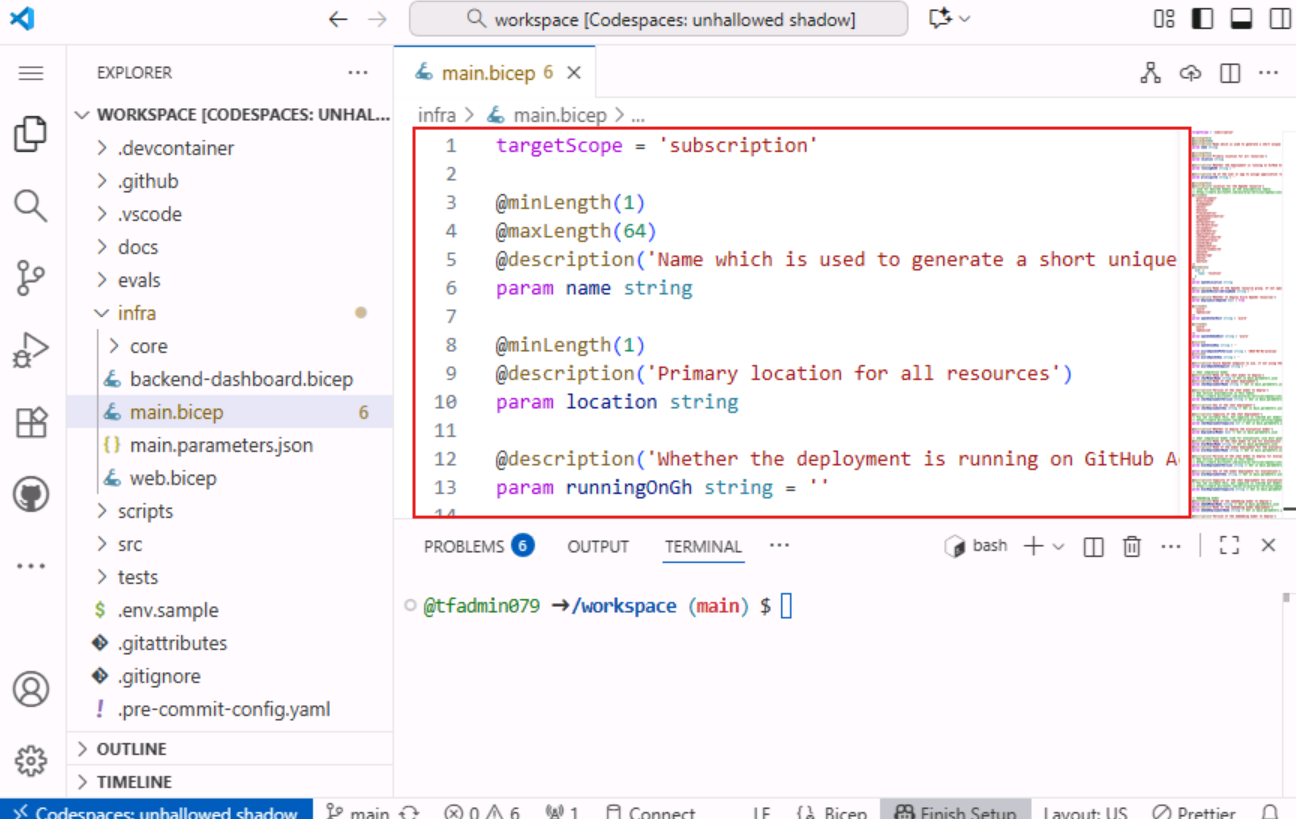 workspace [Codespaces: unhallowed shadow]
EXPLORER
WORKSPACE [CODESPACES: UNHAL...
.devcontainer
.github
.vscode
docs
evals
infra
core
backend-dashboard.bicep
main.bicep 6
main.parameters.json
web.bicep
scripts
src
tests
.env.sample
.gitattributes
.gitignore
.pre-commit-config.yaml
OUTLINE
TIMELINE
main.bicep 6
infra > main.bicep > ...
1 targetScope = 'subscription'
2
3 @minLength(1)
4 @maxLength(64)
5 @description('Name which is used to generate a short unique
6 param name string
7
8 @minLength(1)
9 @description('Primary location for all resources')
10 param location string
11
12 @description('Whether the deployment is running on GitHub A
13 param runningOnGh string = ''
14
PROBLEMS 6 OUTPUT TERMINAL ... bash
@tfadmin079 ➜/workspace (main) $
Codespaces: unhallowed shadow main 0 6 1 Connect LF {} Bicep Finish Setup Layout: US Prettier